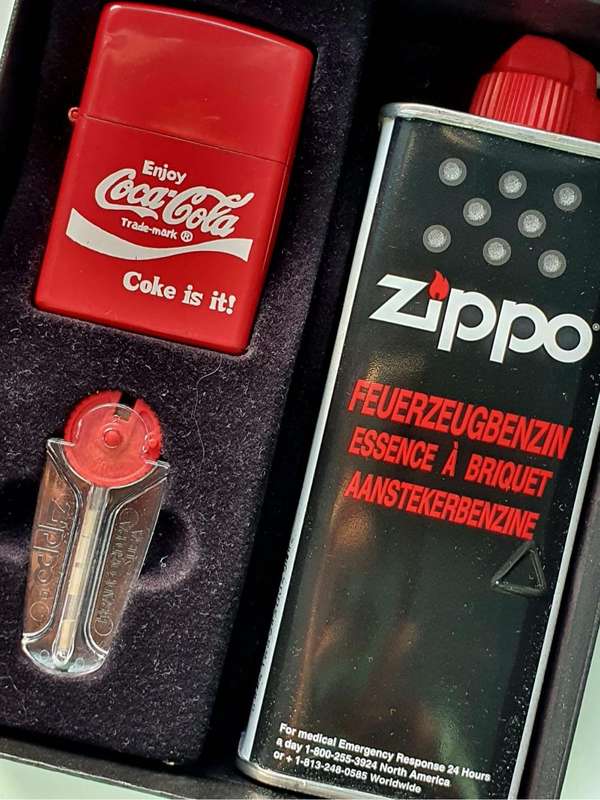 Enjoy
Coca-Cola
Trade-mark ®
Coke is it!
zippo
FEUERZEUGBENZIN
ESSENCE À BRIQUET
AANSTEKERBENZINE
For medical Emergency Response 24 Hours
a day 1-800-255-3924 North America
or + 1-813-248-0585 Worldwide
Zippo